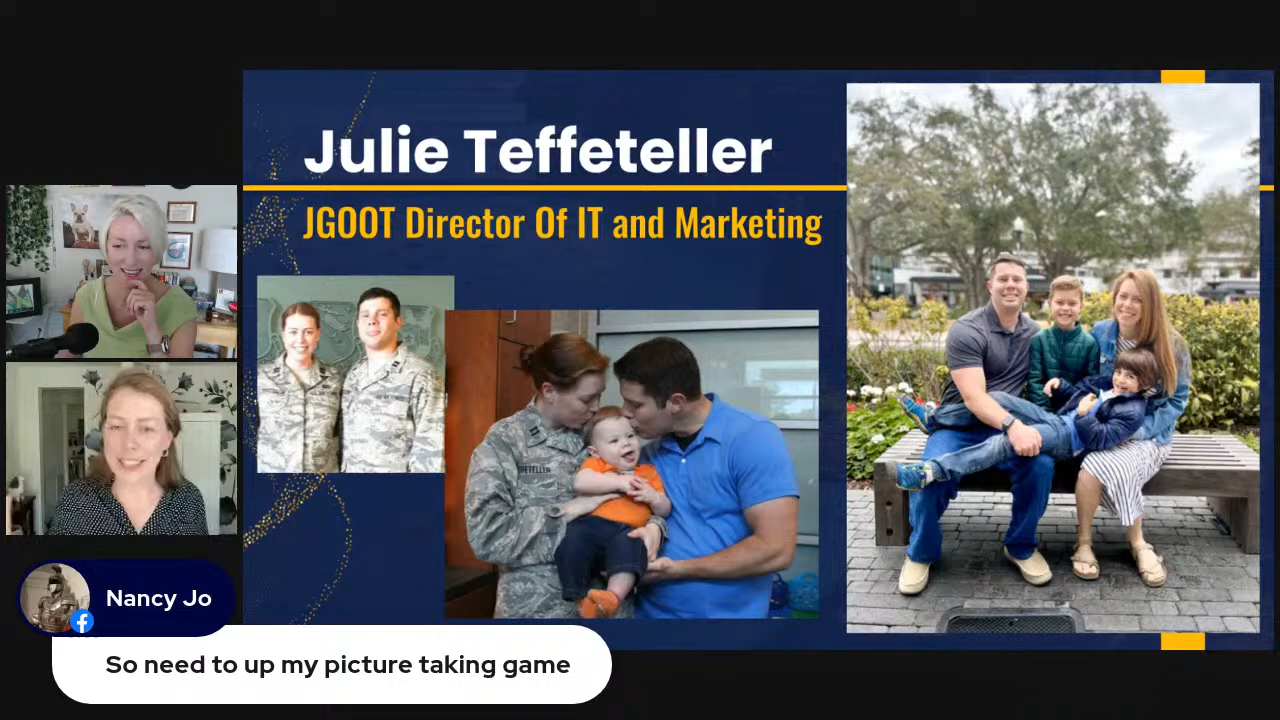 Julie Teffeteller
JGOOT Director Of IT and Marketing
Nancy Jo
So need to up my picture taking game